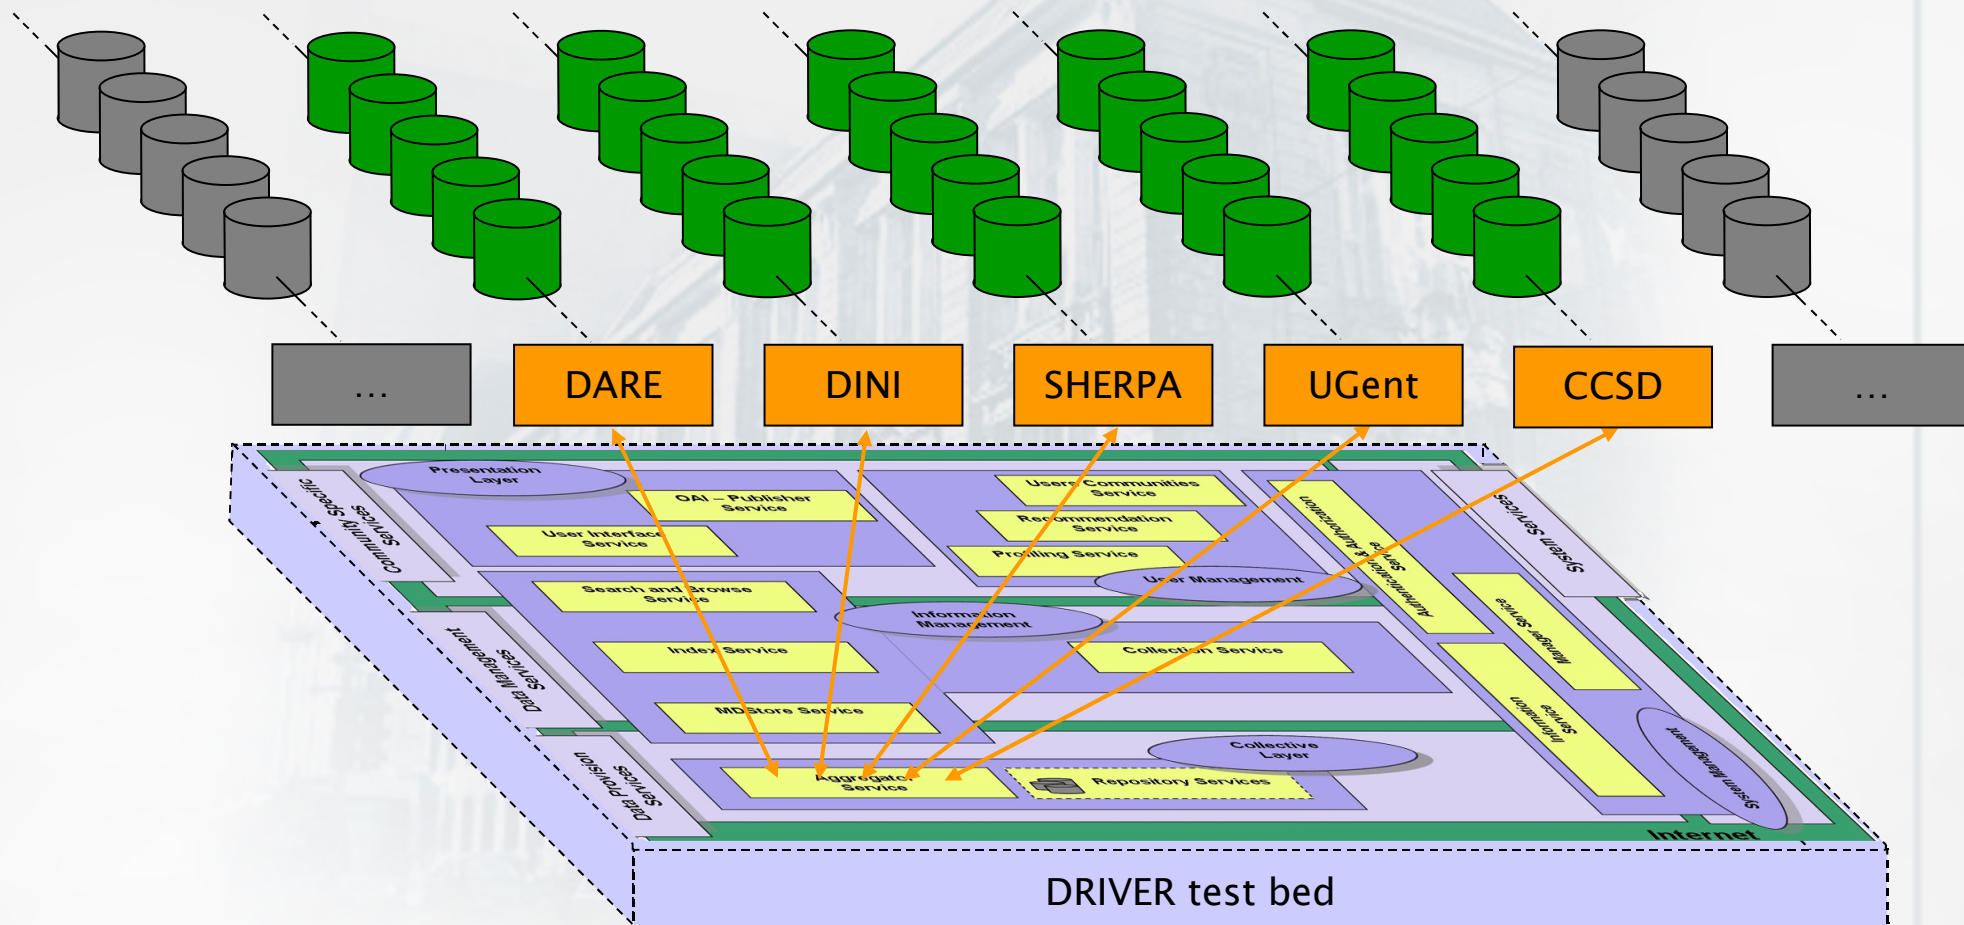 …
DARE
DINI
SHERPA
UGent
CCSD
…
Presentation
Layer
OAI – Publisher
Service
User Interface
Service
Users Communities
Service
Recommendation
Service
Profiling Service
User Management
Community Specific
Services
Authentication & Authorization
Service
System Services
Search and Browse
Service
Information
Management
Index Service
Collection Service
MDStore Service
Data Management
Services
Manager Service
Manager
Information
Service
System Management
Collective
Layer
Aggregator
Service
Repository Services
Data Provision
Services
Internet
DRIVER test bed